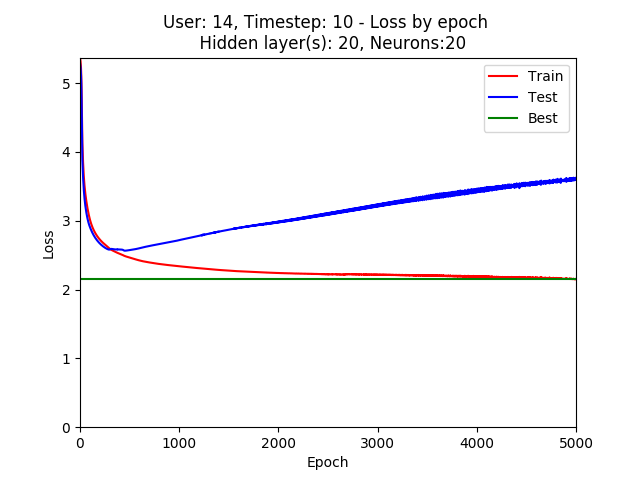 User: 14, Timestep: 10 - Loss by epoch
Hidden layer(s): 20, Neurons:20
Train
Test
Best
5
4
3
2
1
0
Loss
0
1000
2000
3000
4000
5000
Epoch